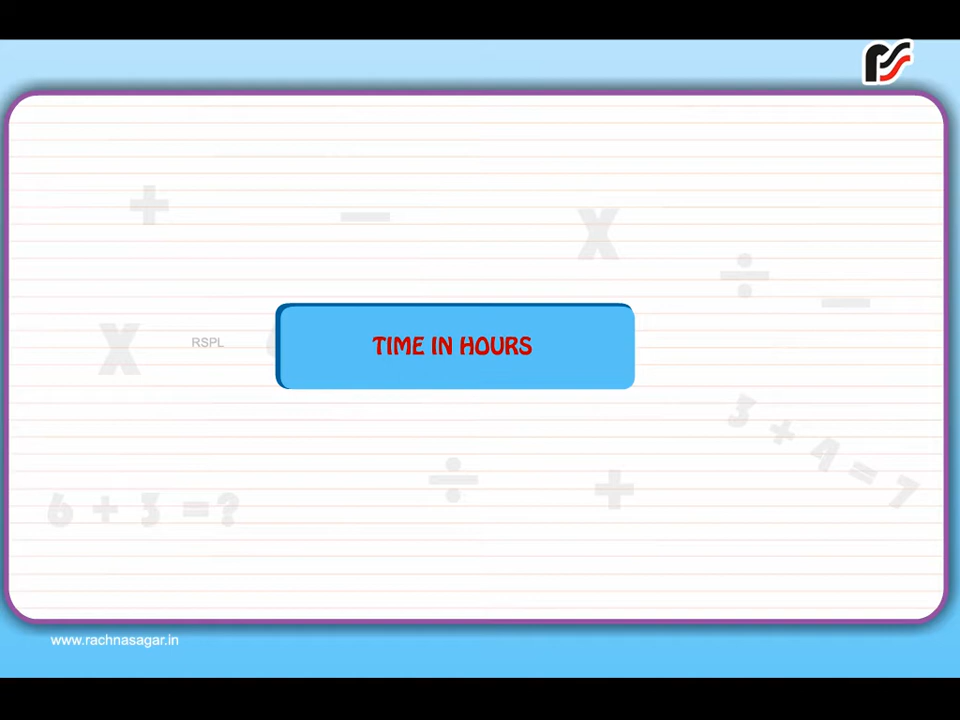 + − X
÷ −
TIME IN HOURS
X RSPL
3 + 4 = 7
÷ +
6 + 3 = ?
www.rachnasagar.in